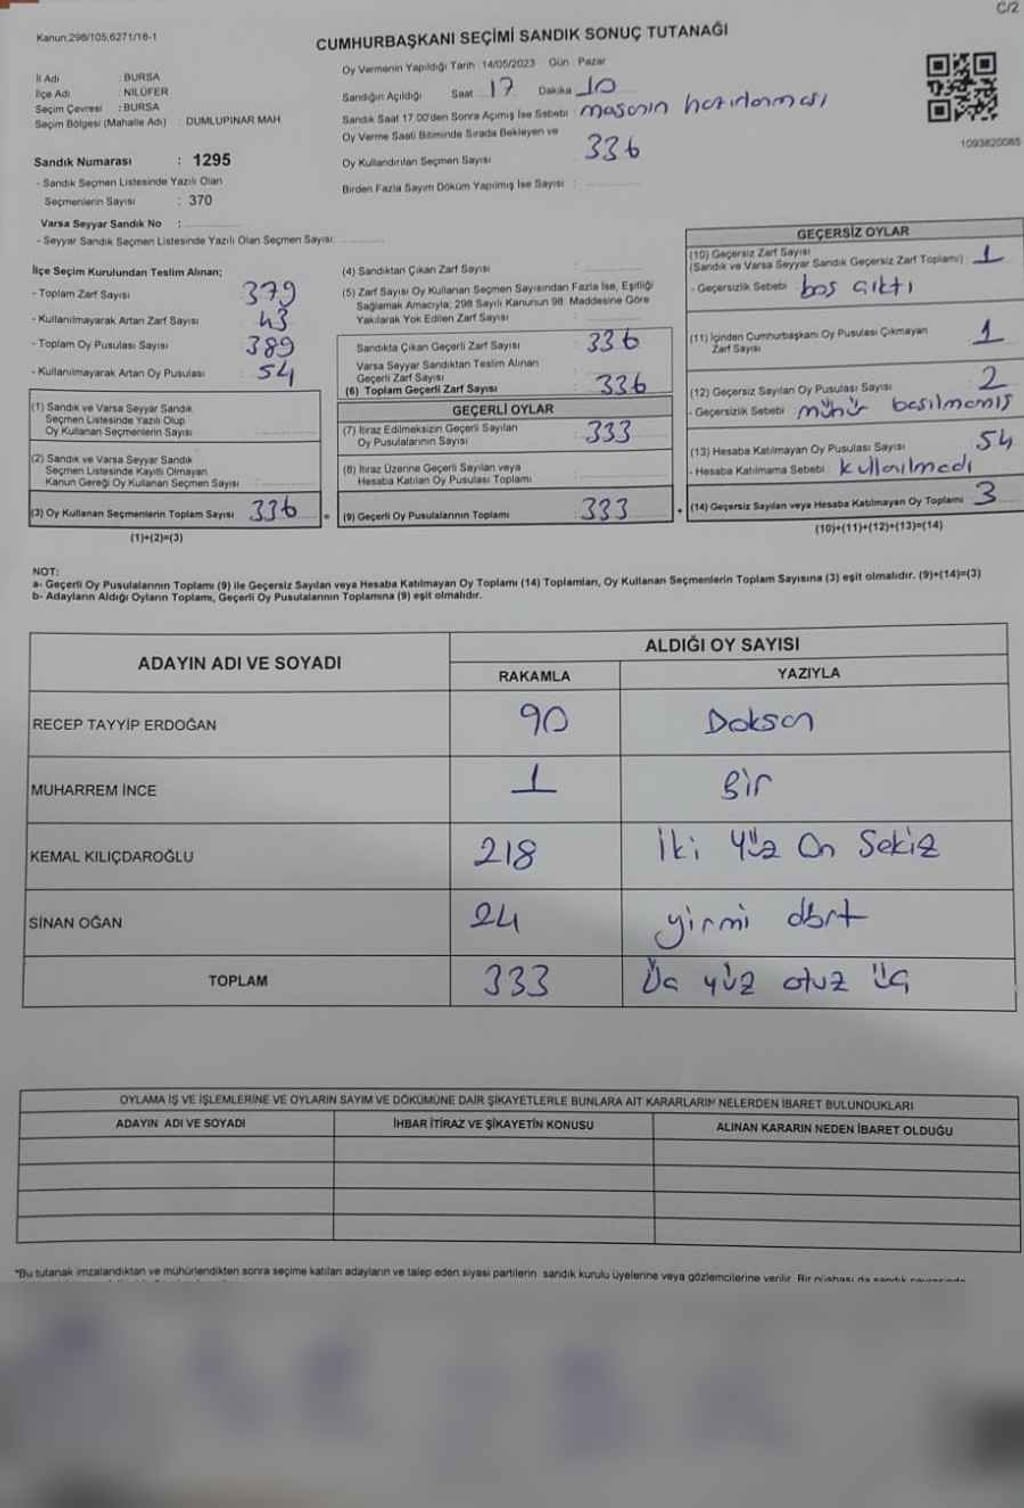 C/2
Kanun:298/105,6271/16-1
CUMHURBAŞKANI SEÇİMİ SANDIK SONUÇ TUTANAĞI
İl Adı : BURSA
İlçe Adı : NİLÜFER
Seçim Çevresi : BURSA
Seçim Bölgesi (Mahalle Adı) : DUMLUPINAR MAH
Sandık Numarası : 1295
- Sandık Seçmen Listesinde Yazılı Olan
Seçmenlerin Sayısı : 370
Varsa Seyyar Sandık No :
- Seyyar Sandık Seçmen Listesinde Yazılı Olan Seçmen Sayısı:
Oy Vermenin Yapıldığı Tarih :14/05/2023 Gün : Pazar
Sandığın Açıldığı Saat 17 Dakika 10
Sandık Saat 17.00'den Sonra Açımış İse Sebebi : masanın hazırlanması
Oy Verme Saati Bitiminde Sırada Bekleyen ve
Oy Kullandırılan Seçmen Sayısı 336
Birden Fazla Sayım Döküm Yapılmış İse Sayısı :
1093820085
İlçe Seçim Kurulundan Teslim Alınan;
- Toplam Zarf Sayısı 379
- Kullanılmayarak Artan Zarf Sayısı 43
- Toplam Oy Pusulası Sayısı 389
- Kullanılmayarak Artan Oy Pusulası 54
(1) Sandık ve Varsa Seyyar Sandık
Seçmen Listesinde Yazılı Olup
Oy Kullanan Seçmenlerin Sayısı
(2) Sandık ve Varsa Seyyar Sandık
Seçmen Listesinde Kayıtlı Olmayan
Kanun Gereği Oy Kullanan Seçmen Sayısı
(3) Oy Kullanan Seçmenlerin Toplam Sayısı 336
(1)+(2)=(3)
(4) Sandıktan Çıkan Zarf Sayısı
(5) Zarf Sayısı Oy Kullanan Seçmen Sayısından Fazla İse, Eşitliği
Sağlamak Amacıyla; 298 Sayılı Kanunun 98. Maddesine Göre
Yakılarak Yok Edilen Zarf Sayısı :
Sandıkta Çıkan Geçerli Zarf Sayısı 336
Varsa Seyyar Sandıktan Teslim Alınan
Geçerli Zarf Sayısı
(6) Toplam Geçerli Zarf Sayısı 336
GEÇERLİ OYLAR
(7) İtiraz Edilmeksizin Geçerli Sayılan
Oy Pusulalarının Sayısı 333
(8) İtiraz Üzerine Geçerli Sayılan veya
Hesaba Katılan Oy Pusulası Toplamı
(9) Geçerli Oy Pusulalarının Toplamı 333
GEÇERSİZ OYLAR
(10) Geçersiz Zarf Sayısı
(Sandık ve Varsa Seyyar Sandık Geçersiz Zarf Toplamı) 1
- Geçersizlik Sebebi boş çıktı
(11) İçinden Cumhurbaşkanı Oy Pusulası Çıkmayan
Zarf Sayısı 1
(12) Geçersiz Sayılan Oy Pusulası Sayısı 2
- Geçersizlik Sebebi mühür basılmamış
(13) Hesaba Katılmayan Oy Pusulası Sayısı 54
- Hesaba Katılmama Sebebi kullanılmadı
(14) Geçersiz Sayılan veya Hesaba Katılmayan Oy Toplamı 3
(10)+(11)+(12)+(13)=(14)
NOT:
a- Geçerli Oy Pusulalarının Toplamı (9) ile Geçersiz Sayılan veya Hesaba Katılmayan Oy Toplamı (14) Toplamları, Oy Kullanan Seçmenlerin Toplam Sayısına (3) eşit olmalıdır. (9)+(14)=(3)
b- Adayların Aldığı Oyların Toplamı, Geçerli Oy Pusulalarının Toplamına (9) eşit olmalıdır.
ADAYIN ADI VE SOYADI ALDIĞI OY SAYISI
RAKAMLA YAZIYLA
RECEP TAYYİP ERDOĞAN 90 Doksan
MUHARREM İNCE 1 Bir
KEMAL KILIÇDAROĞLU 218 İki Yüz On Sekiz
SİNAN OĞAN 24 yirmi dört
TOPLAM 333 Üç yüz otuz üç
OYLAMA İŞ VE İŞLEMLERİNE VE OYLARIN SAYIM VE DÖKÜMÜNE DAİR ŞİKAYETLERLE BUNLARA AİT KARARLARIN NELERDEN İBARET BULUNDUKLARI
ADAYIN ADI VE SOYADI İHBAR İTİRAZ VE ŞİKAYETİN KONUSU ALINAN KARARIN NEDEN İBARET OLDUĞU
*Bu tutanak imzalandıktan ve mühürlendikten sonra seçime katılan adayların ve talep eden siyasi partilerin sandık kurulu üyelerine veya gözlemcilerine verilir. Bir nüshası da sandık